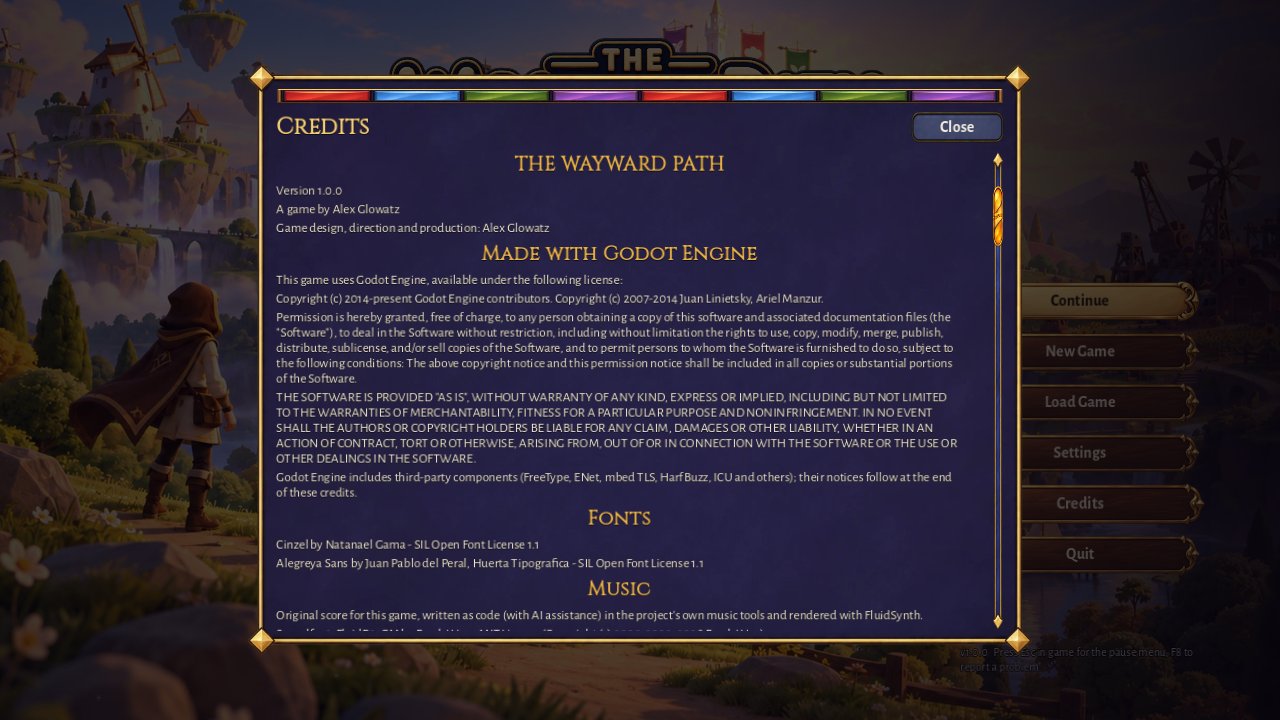 THE
CREDITS
Close
THE WAYWARD PATH
Version 1.0.0
A game by Alex Glowatz
Game design, direction and production: Alex Glowatz
MADE WITH GODOT ENGINE
This game uses Godot Engine, available under the following license:
Copyright (c) 2014-present Godot Engine contributors. Copyright (c) 2007-2014 Juan Linietsky, Ariel Manzur.
Permission is hereby granted, free of charge, to any person obtaining a copy of this software and associated documentation files (the
"Software"), to deal in the Software without restriction, including without limitation the rights to use, copy, modify, merge, publish,
distribute, sublicense, and/or sell copies of the Software, and to permit persons to whom the Software is furnished to do so, subject to
the following conditions: The above copyright notice and this permission notice shall be included in all copies or substantial portions
of the Software.
THE SOFTWARE IS PROVIDED "AS IS", WITHOUT WARRANTY OF ANY KIND, EXPRESS OR IMPLIED, INCLUDING BUT NOT LIMITED
TO THE WARRANTIES OF MERCHANTABILITY, FITNESS FOR A PARTICULAR PURPOSE AND NONINFRINGEMENT. IN NO EVENT
SHALL THE AUTHORS OR COPYRIGHT HOLDERS BE LIABLE FOR ANY CLAIM, DAMAGES OR OTHER LIABILITY, WHETHER IN AN
ACTION OF CONTRACT, TORT OR OTHERWISE, ARISING FROM, OUT OF OR IN CONNECTION WITH THE SOFTWARE OR THE USE OR
OTHER DEALINGS IN THE SOFTWARE.
Godot Engine includes third-party components (FreeType, ENet, mbed TLS, HarfBuzz, ICU and others); their notices follow at the end
of these credits.
FONTS
Cinzel by Natanael Gama - SIL Open Font License 1.1
Alegreya Sans by Juan Pablo del Peral, Huerta Tipografica - SIL Open Font License 1.1
MUSIC
Original score for this game, written as code (with AI assistance) in the project's own music tools and rendered with FluidSynth.
Continue
New Game
Load Game
Settings
Credits
Quit
v1.0.0 Press Esc in game for the pause menu, F8 to
report a problem